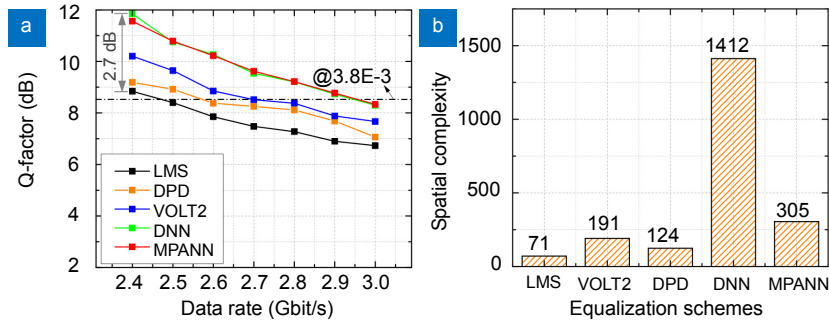 a
12
10
8
6
4
2
Q-factor (dB)
2.7 dB
@3.8E-3
LMS
DPD
VOLT2
DNN
MPANN
2.4 2.5 2.6 2.7 2.8 2.9 3.0
Data rate (Gbit/s)
b
1500
1000
500
0
Spatial complexity
71
191
124
1412
305
LMS VOLT2 DPD DNN MPANN
Equalization schemes